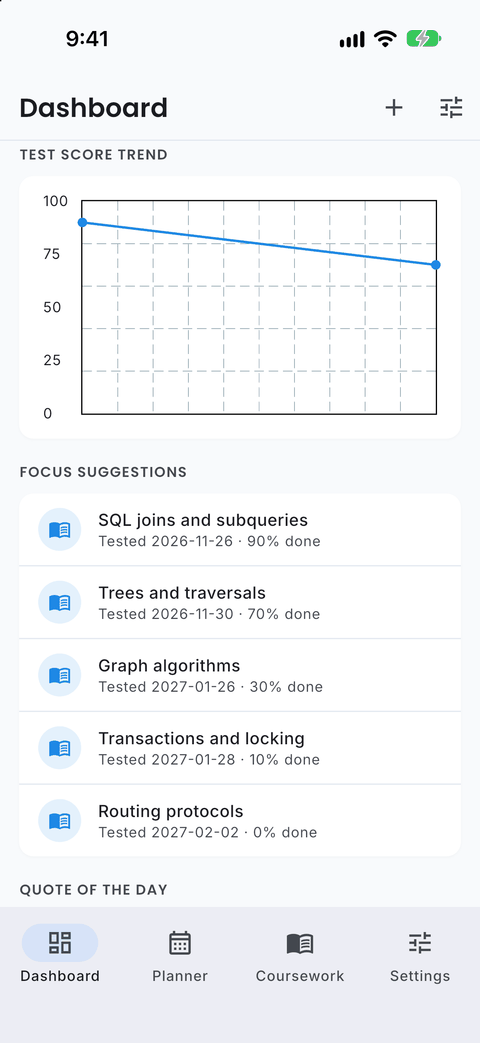 9:41
Dashboard
TEST SCORE TREND
100
75
50
25
0
FOCUS SUGGESTIONS
SQL joins and subqueries
Tested 2026-11-26 · 90% done
Trees and traversals
Tested 2026-11-30 · 70% done
Graph algorithms
Tested 2027-01-26 · 30% done
Transactions and locking
Tested 2027-01-28 · 10% done
Routing protocols
Tested 2027-02-02 · 0% done
QUOTE OF THE DAY
Dashboard Planner Coursework Settings